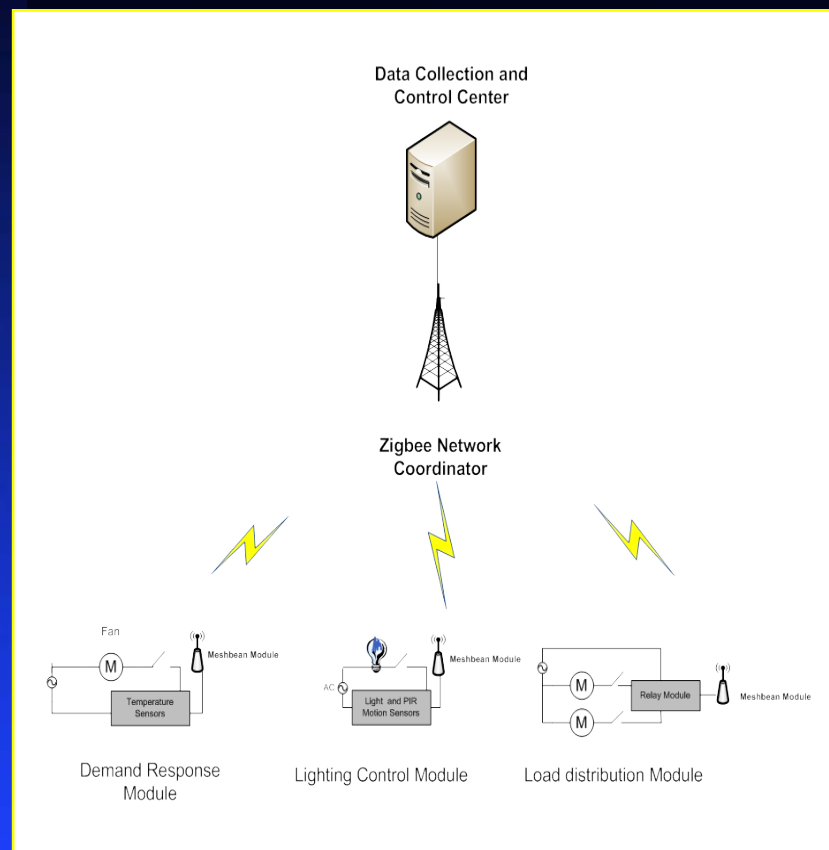 Data Collection and
Control Center
Zigbee Network
Coordinator
Fan
M
Meshbean Module
Temperature
Sensors
Demand Response
Module
AC
Meshbean Module
Light and PIR
Motion Sensors
Lighting Control Module
M
M
Relay Module
Meshbean Module
Load distribution Module